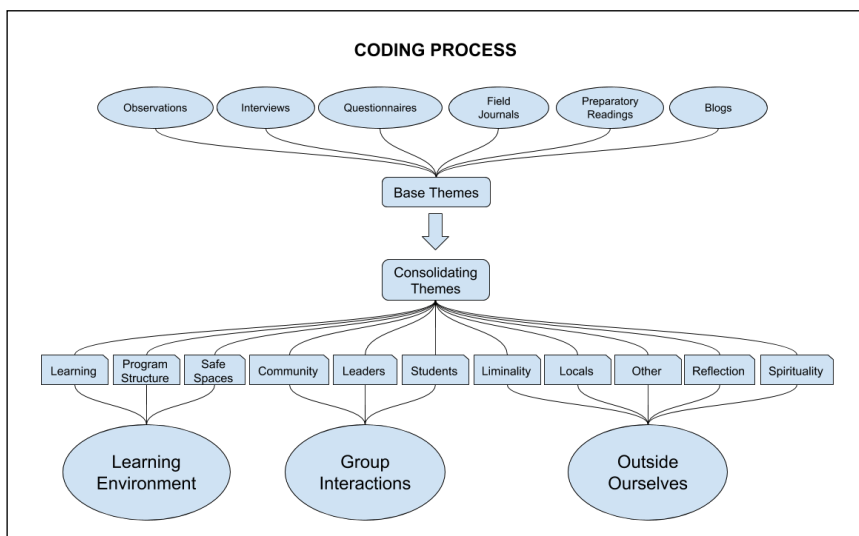 CODING PROCESS
Observations
Interviews
Questionnaires
Field
Journals
Preparatory
Readings
Blogs
Base Themes
Consolidating
Themes
Learning
Program
Structure
Safe
Spaces
Community
Leaders
Students
Liminality
Locals
Other
Reflection
Spirituality
Learning
Environment
Group
Interactions
Outside
Ourselves